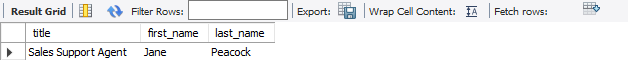 Result Grid Filter Rows: Export: Wrap Cell Content: Fetch rows:
title first_name last_name
Sales Support Agent Jane Peacock